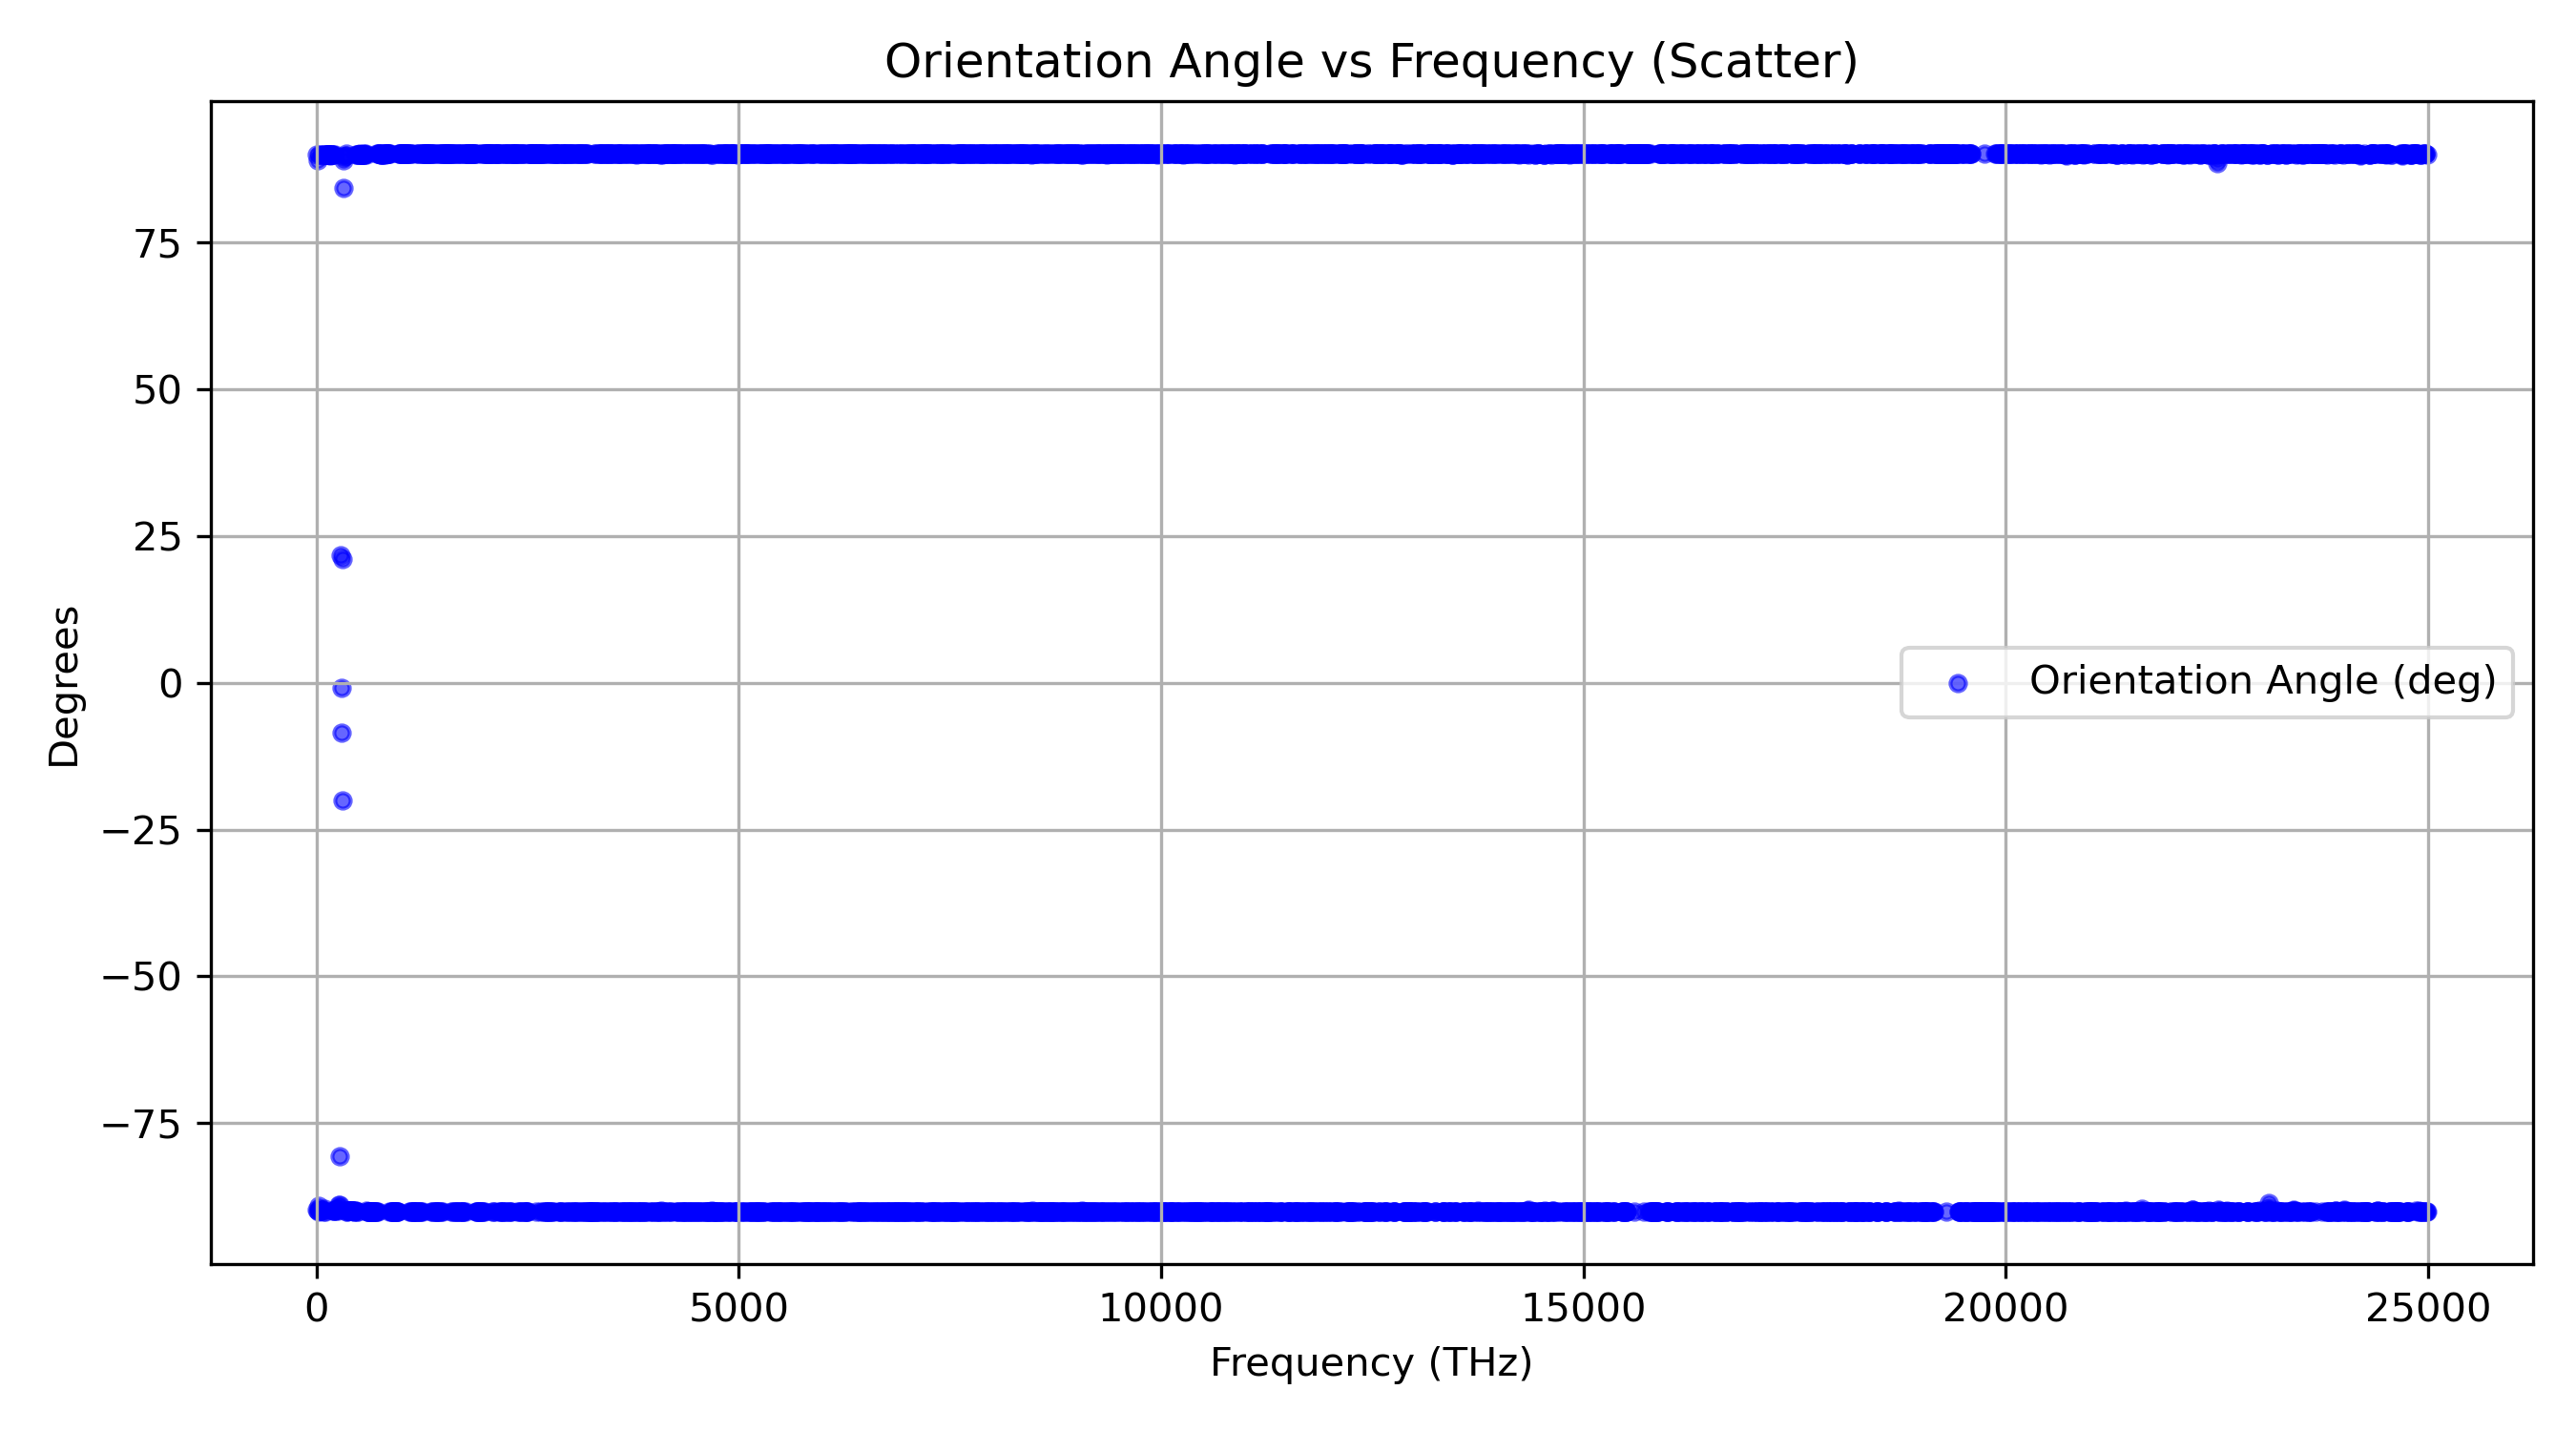 Orientation Angle vs Frequency (Scatter)
75
50
25
0
−25
−50
−75
Degrees
Orientation Angle (deg)
0 5000 10000 15000 20000 25000
Frequency (THz)